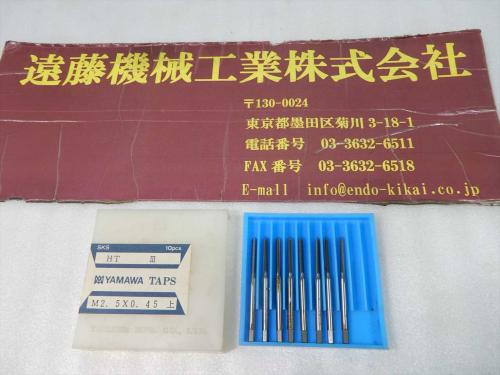 遠藤機械工業株式会社
〒130-0024
東京都墨田区菊川3-18-1
電話番号 03-3632-6511
FAX番号 03-3632-6518
E-mall info@endo-kikai.co.jp
SKS 10pcs
HT III
YAMAWA TAPS
M2.5X0.45 上